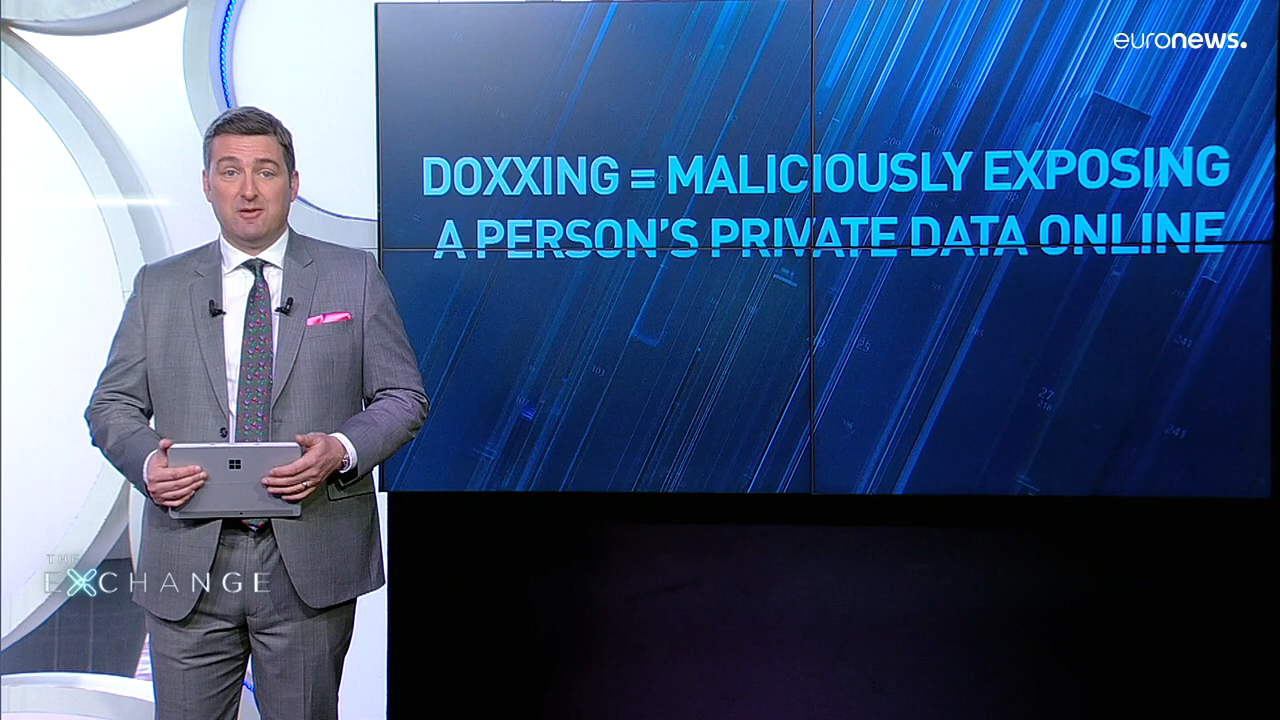 euronews.
DOXXING = MALICIOUSLY EXPOSING
A PERSON'S PRIVATE DATA ONLINE
THE
EXCHANGE